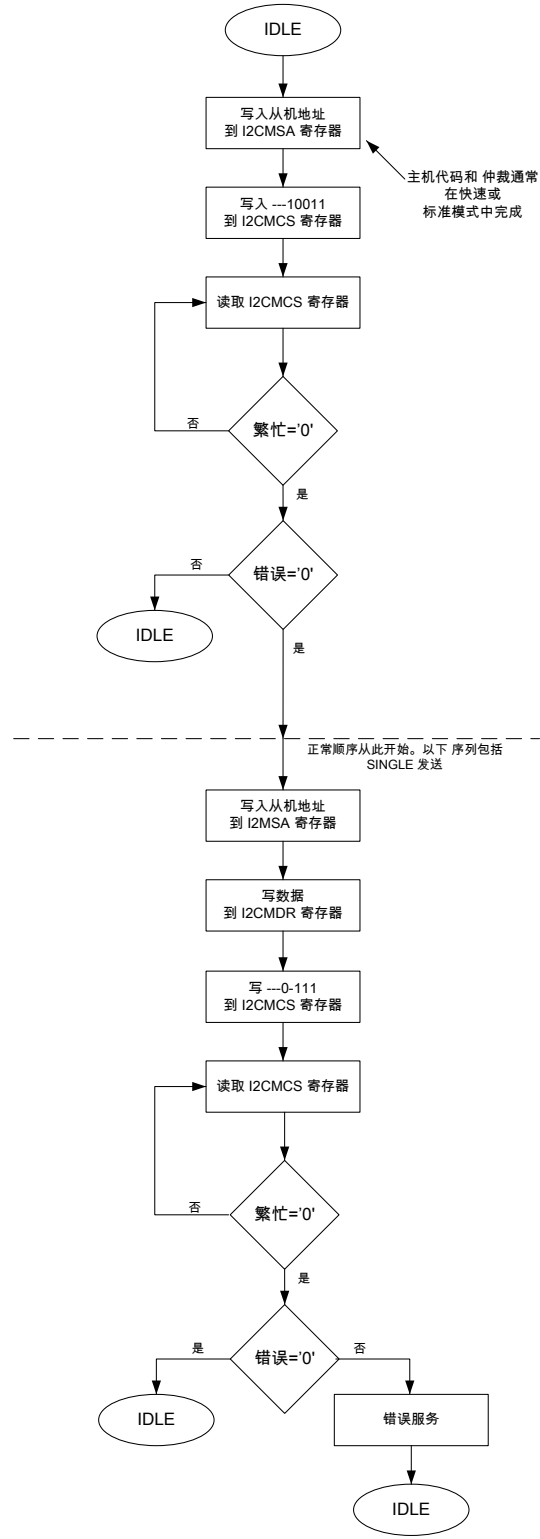 IDLE
写入从机地址
到 I2CMSA 寄存器
主机代码和 仲裁通常
在快速或
标准模式中完成
写入 ---10011
到 I2CMCS 寄存器
读取 I2CMCS 寄存器
否
繁忙='0'
是
否
错误='0'
IDLE
是
正常顺序从此开始。以下 序列包括
SINGLE 发送
写入从机地址
到 I2MSA 寄存器
写数据
到 I2CMDR 寄存器
写 ---0-111
到 I2CMCS 寄存器
读取 I2CMCS 寄存器
否
繁忙='0'
是
是
错误='0'
否
IDLE
错误服务
IDLE